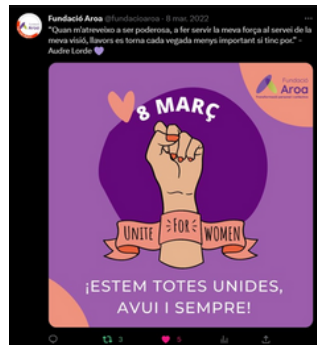 Fundació Aroa @fundacioaroa · 8 mar. 2022
"Quan m'atreveixo a ser poderosa, a fer servir la meva força al servei de la
meva visió, llavors es torna cada vegada menys important si tinc por." -
Audre Lorde 💜
Fundació
Aroa
8 MARÇ
UNITE FOR WOMEN
¡ESTEM TOTES UNIDES,
AVUI I SEMPRE!
3
5